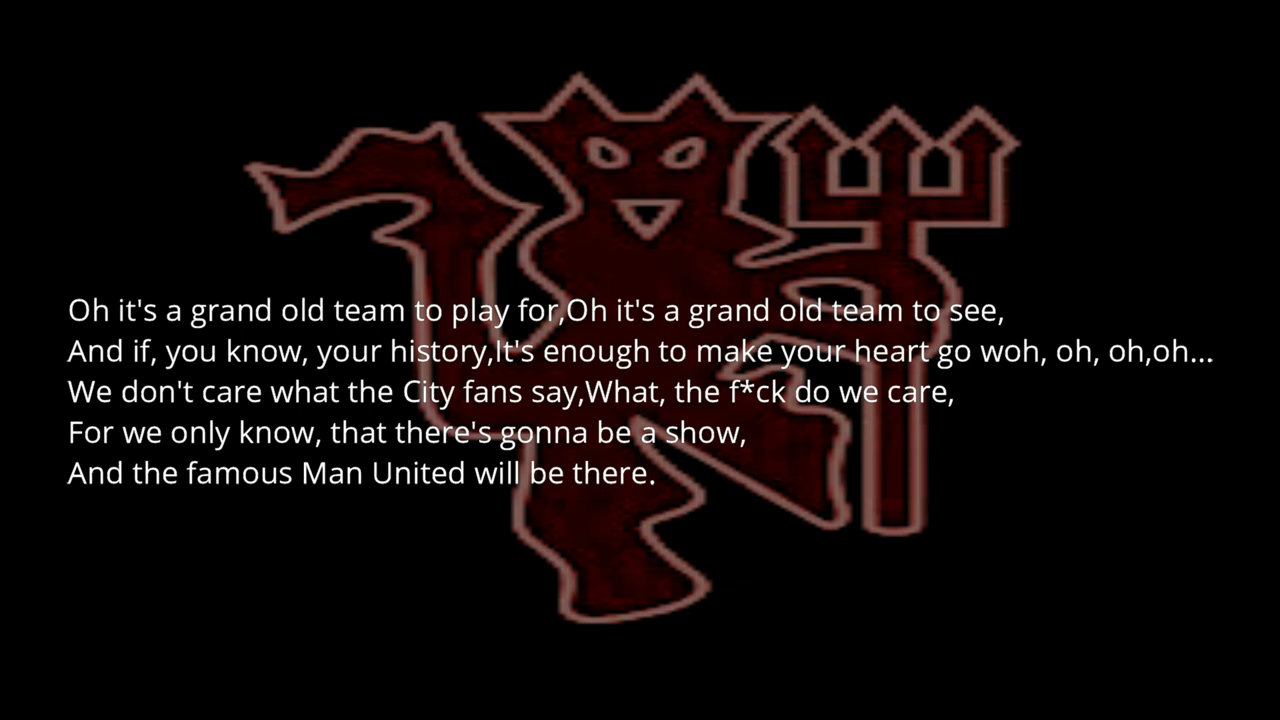 Oh it's a grand old team to play for,Oh it's a grand old team to see,
And if, you know, your history,It's enough to make your heart go woh, oh, oh,oh...
We don't care what the City fans say,What, the f*ck do we care,
For we only know, that there's gonna be a show,
And the famous Man United will be there.